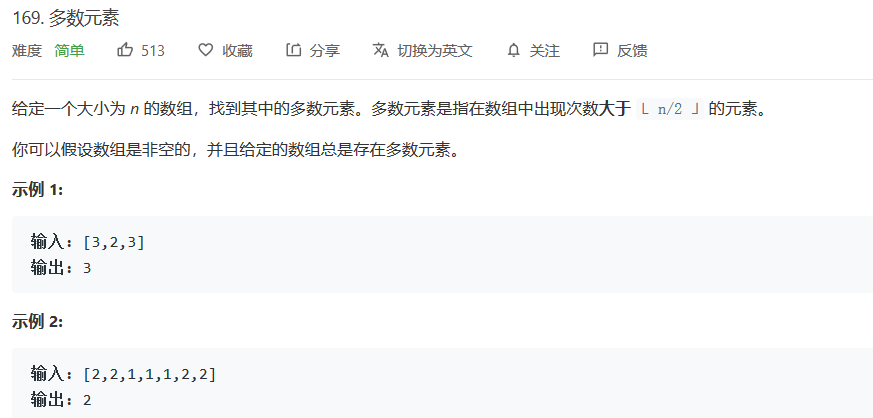 169. 多数元素
难度 简单 513 收藏 分享 切换为英文 关注 反馈
给定一个大小为 n 的数组，找到其中的多数元素。多数元素是指在数组中出现次数大于 ⌊ n/2 ⌋ 的元素。
你可以假设数组是非空的，并且给定的数组总是存在多数元素。
示例 1:
输入: [3,2,3]
输出: 3
示例 2:
输入: [2,2,1,1,1,2,2]
输出: 2